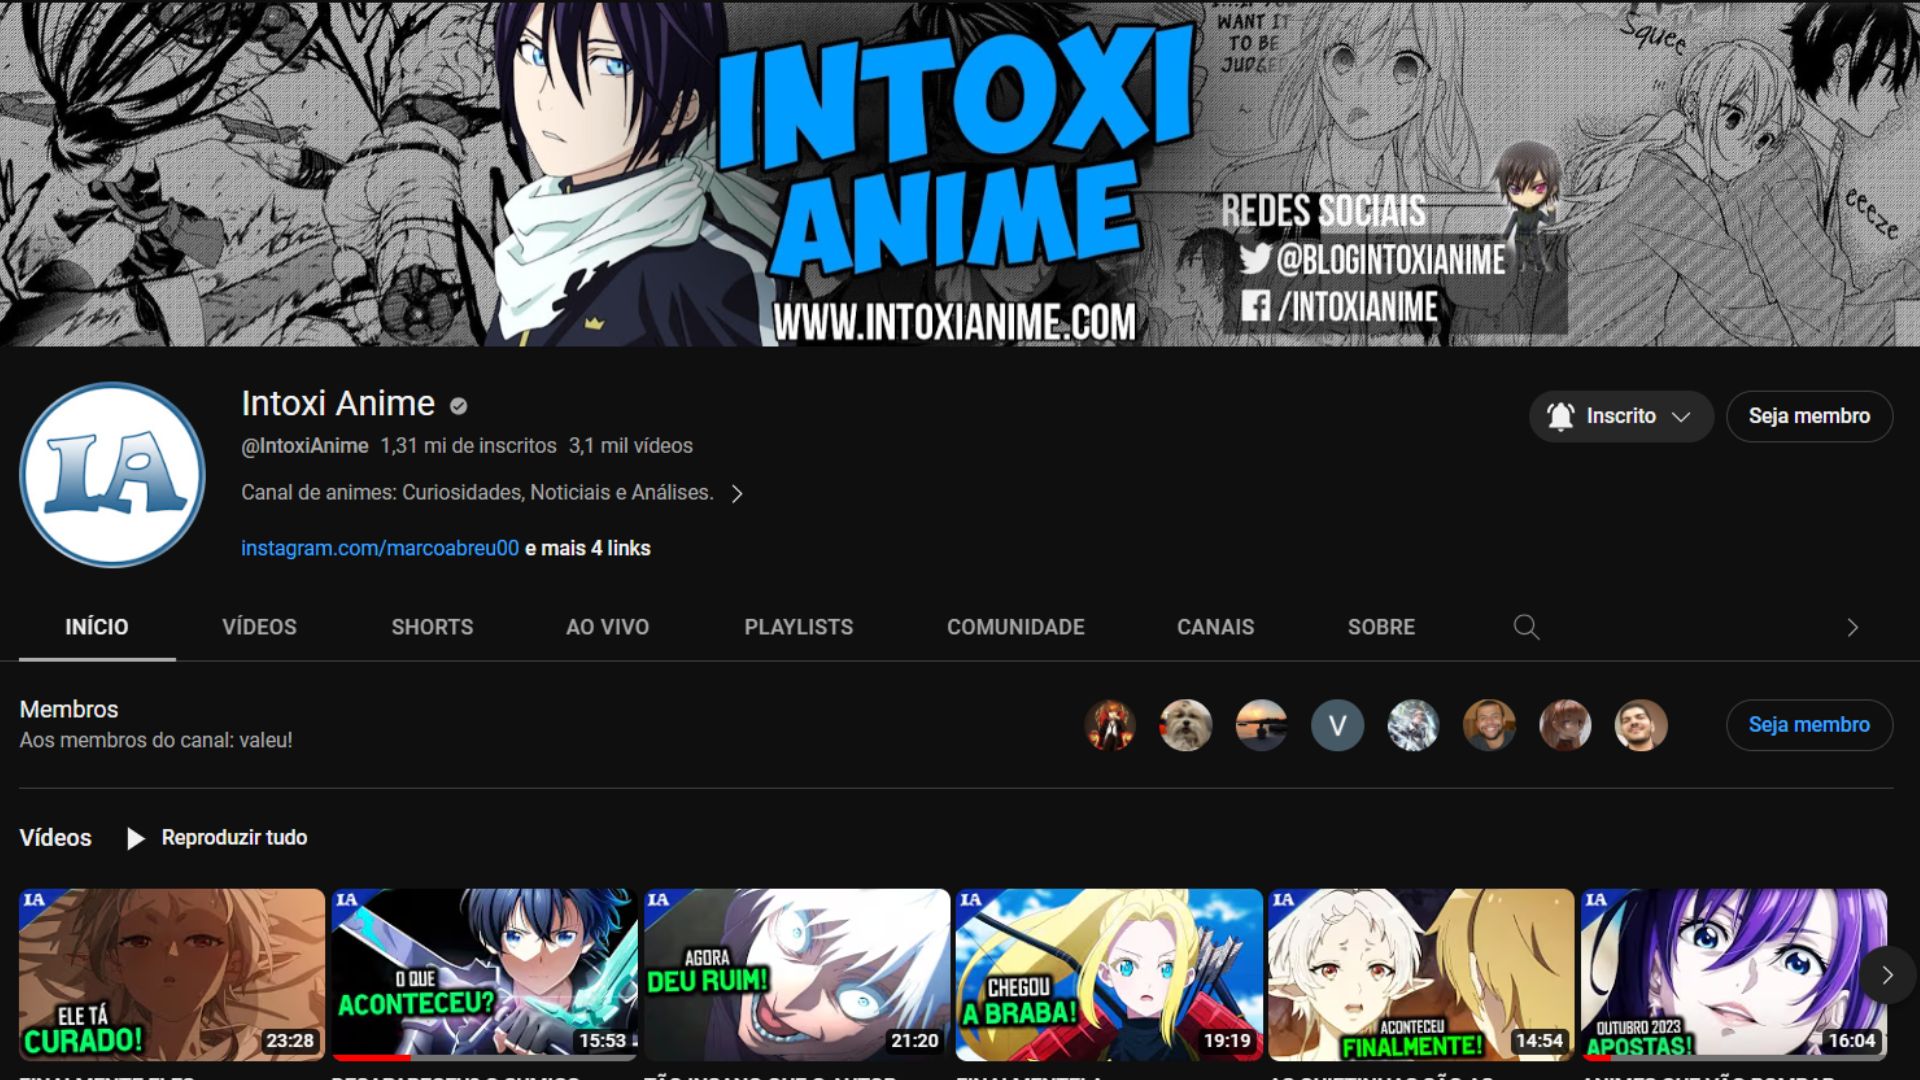 WANT IT
TO BE
JUDGED
Squee
eeeze
INTOXI
ANIME
WWW.INTOXIANIME.COM
REDES SOCIAIS
@BLOGINTOXIANIME
/INTOXIANIME
IA
Intoxi Anime
@IntoxiAnime 1,31 mi de inscritos 3,1 mil vídeos
Canal de animes: Curiosidades, Noticiais e Análises.
instagram.com/marcoabreu00 e mais 4 links
Inscrito
Seja membro
INÍCIO VÍDEOS SHORTS AO VIVO PLAYLISTS COMUNIDADE CANAIS SOBRE
Membros
Aos membros do canal: valeu!
V
Seja membro
Vídeos Reproduzir tudo
IA
ELE TÁ
CURADO!
23:28
IA
O QUE
ACONTECEU?
15:53
IA
AGORA
DEU RUIM!
21:20
IA
CHEGOU
A BRABA!
19:19
IA
ACONTECEU
FINALMENTE!
14:54
IA
OUTUBRO 2023
APOSTAS!
16:04